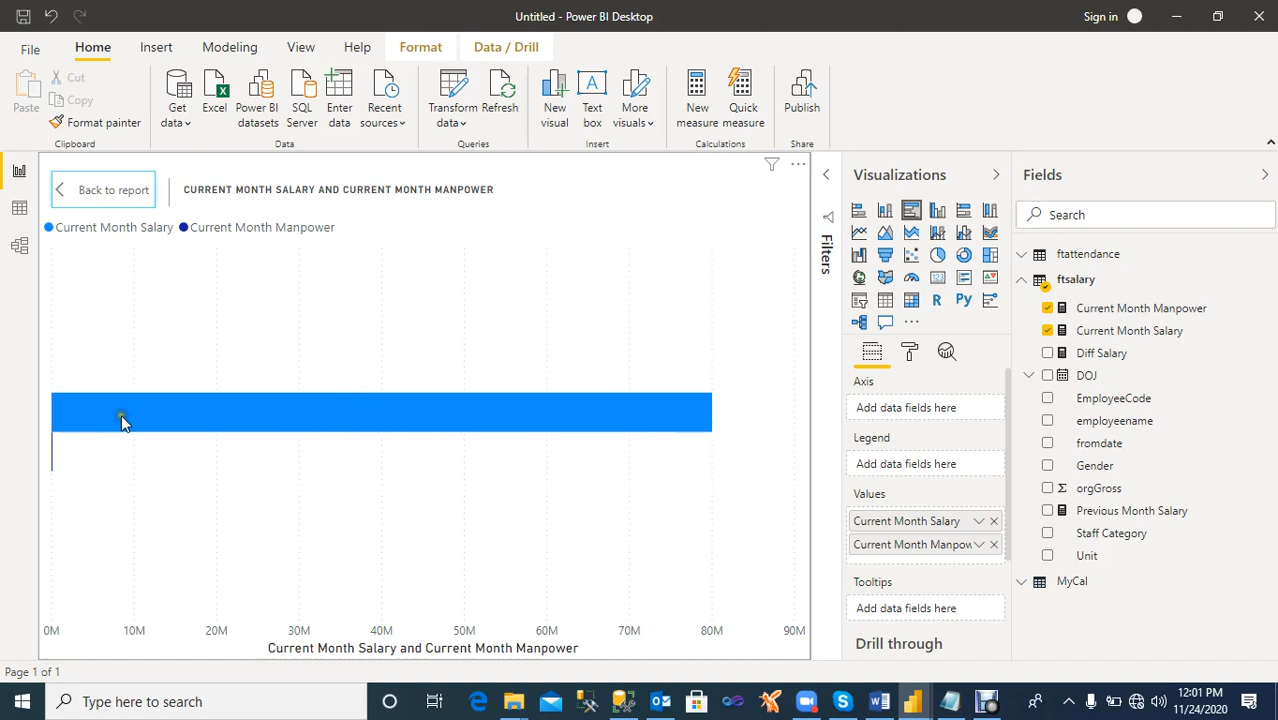 Untitled - Power BI Desktop
Sign in
File
Home
Insert
Modeling
View
Help
Format
Data / Drill
Paste
Cut
Copy
Format painter
Clipboard
Get data
Excel
Power BI datasets
SQL Server
Enter data
Recent sources
Data
Transform data
Refresh
Queries
New visual
Text box
More visuals
Insert
New measure
Quick measure
Calculations
Publish
Share
Back to report
CURRENT MONTH SALARY AND CURRENT MONTH MANPOWER
Current Month Salary
Current Month Manpower
0M 10M 20M 30M 40M 50M 60M 70M 80M 90M
Current Month Salary and Current Month Manpower
Filters
Visualizations
R
Py
123
Axis
Add data fields here
Legend
Add data fields here
Values
Current Month Salary
Current Month Manpow
Tooltips
Add data fields here
Drill through
Fields
Search
ftattendance
ftsalary
Current Month Manpower
Current Month Salary
Diff Salary
DOJ
EmployeeCode
employeename
fromdate
Gender
Σ orgGross
Previous Month Salary
Staff Category
Unit
MyCal
Page 1 of 1
Type here to search
12:01 PM
11/24/2020